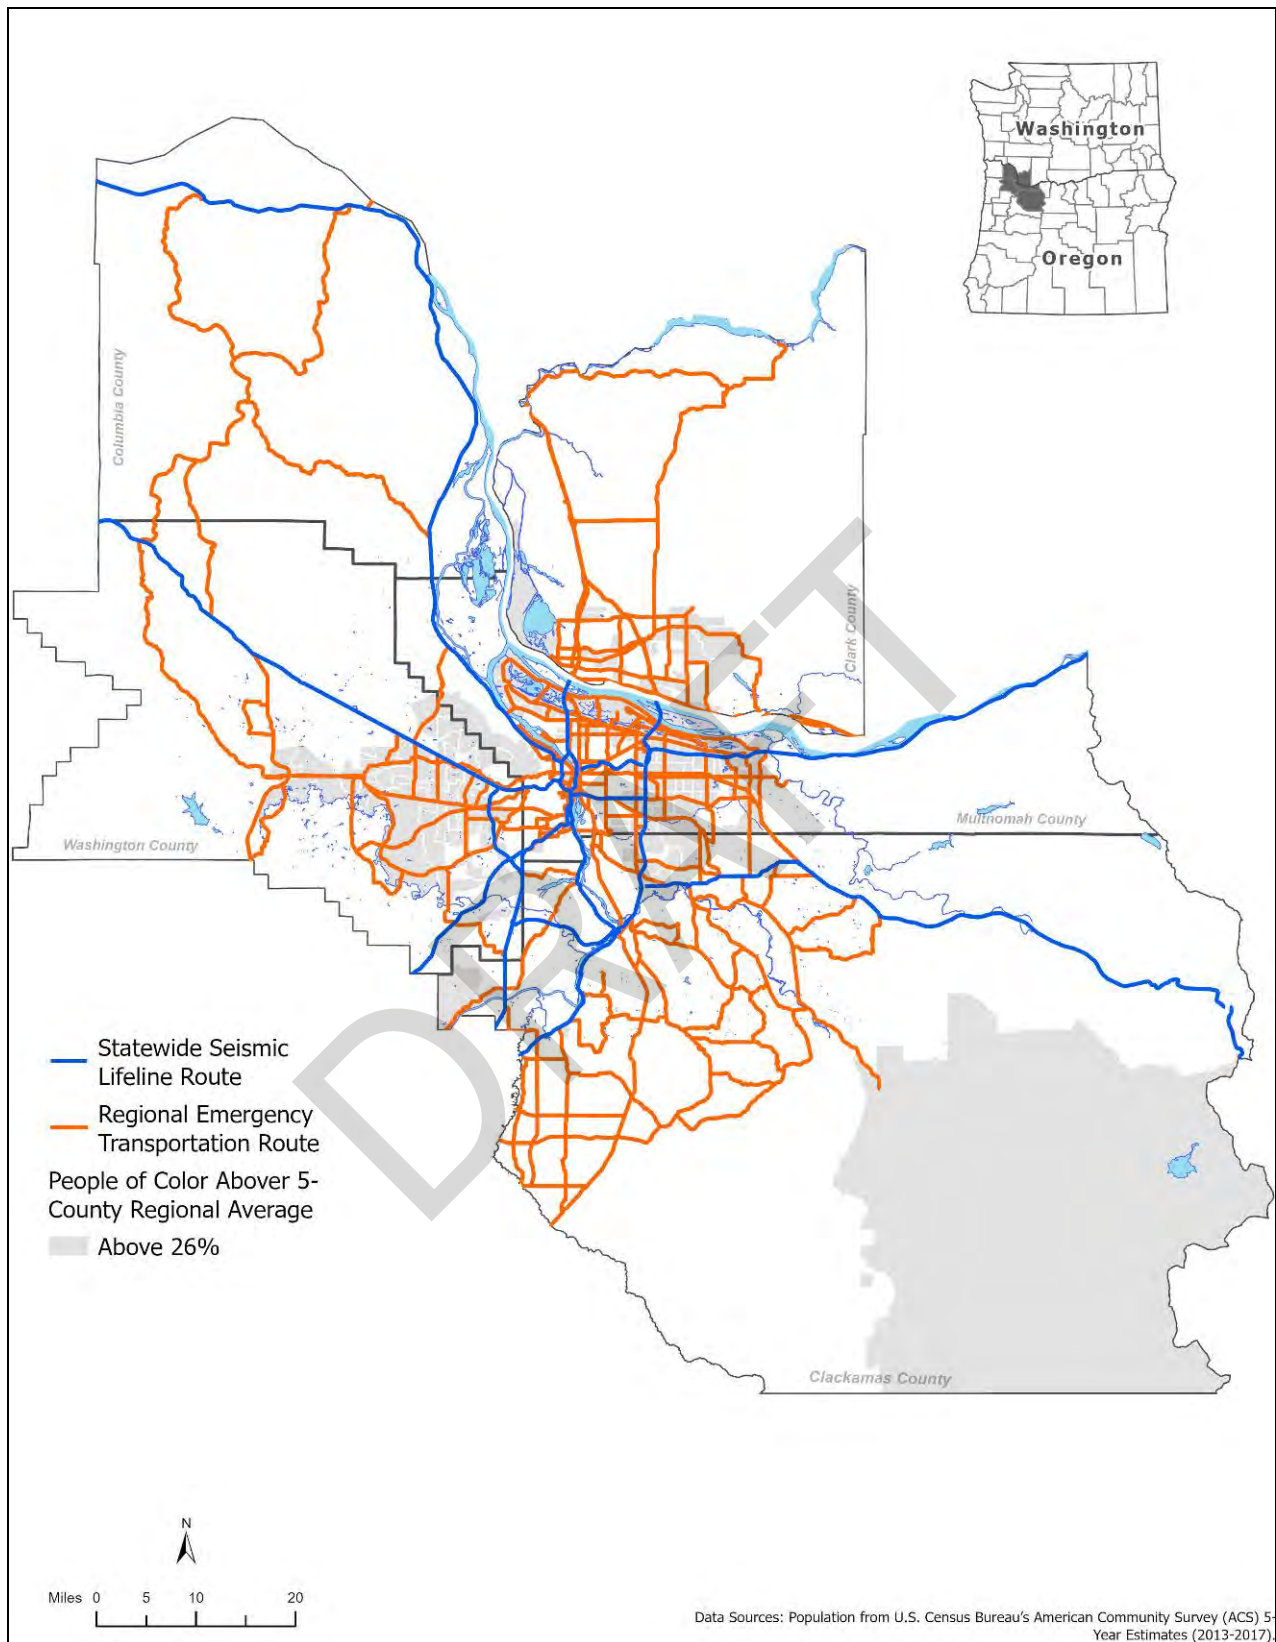 Washington
Oregon
Columbia County
Clark County
Multnomah County
Washington County
DRAFT
Statewide Seismic
Lifeline Route
Regional Emergency
Transportation Route
People of Color Abover 5-
County Regional Average
Above 26%
Clackamas County
N
Miles 0 5 10 20
Data Sources: Population from U.S. Census Bureau's American Community Survey (ACS) 5-
Year Estimates (2013-2017).